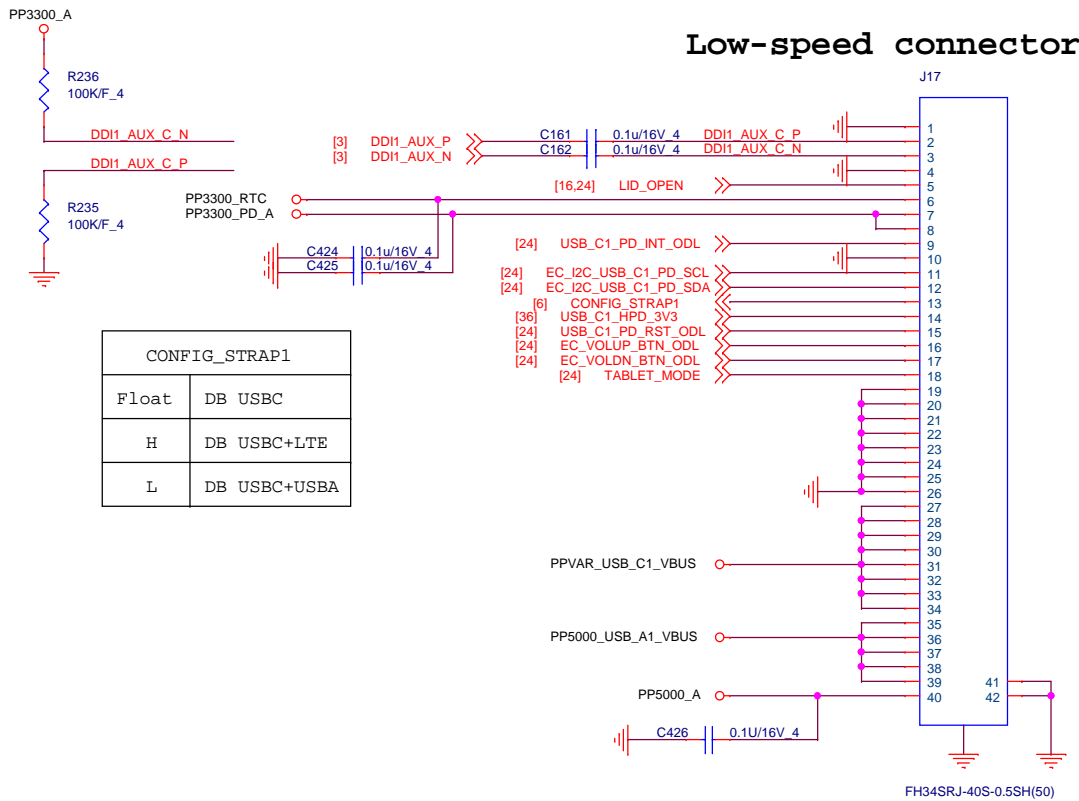 PP3300_A
Low-speed connector
R236
100K/F_4
J17
DDI1_AUX_C_N
DDI1_AUX_C_P
[3] DDI1_AUX_P C161 0.1u/16V_4 DDI1_AUX_C_P
[3] DDI1_AUX_N C162 0.1u/16V_4 DDI1_AUX_C_N
R235
100K/F_4
[16,24] LID_OPEN
PP3300_RTC
PP3300_PD_A
C424 0.1u/16V_4
C425 0.1u/16V_4
[24] USB_C1_PD_INT_ODL
[24] EC_I2C_USB_C1_PD_SCL
[24] EC_I2C_USB_C1_PD_SDA
[6] CONFIG_STRAP1
[36] USB_C1_HPD_3V3
[24] USB_C1_PD_RST_ODL
[24] EC_VOLUP_BTN_ODL
[24] EC_VOLDN_BTN_ODL
[24] TABLET_MODE
CONFIG_STRAP1
Float DB USBC
H DB USBC+LTE
L DB USBC+USBA
PPVAR_USB_C1_VBUS
PP5000_USB_A1_VBUS
PP5000_A
C426 0.1U/16V_4
1
2
3
4
5
6
7
8
9
10
11
12
13
14
15
16
17
18
19
20
21
22
23
24
25
26
27
28
29
30
31
32
33
34
35
36
37
38
39
40
41
42
FH34SRJ-40S-0.5SH(50)